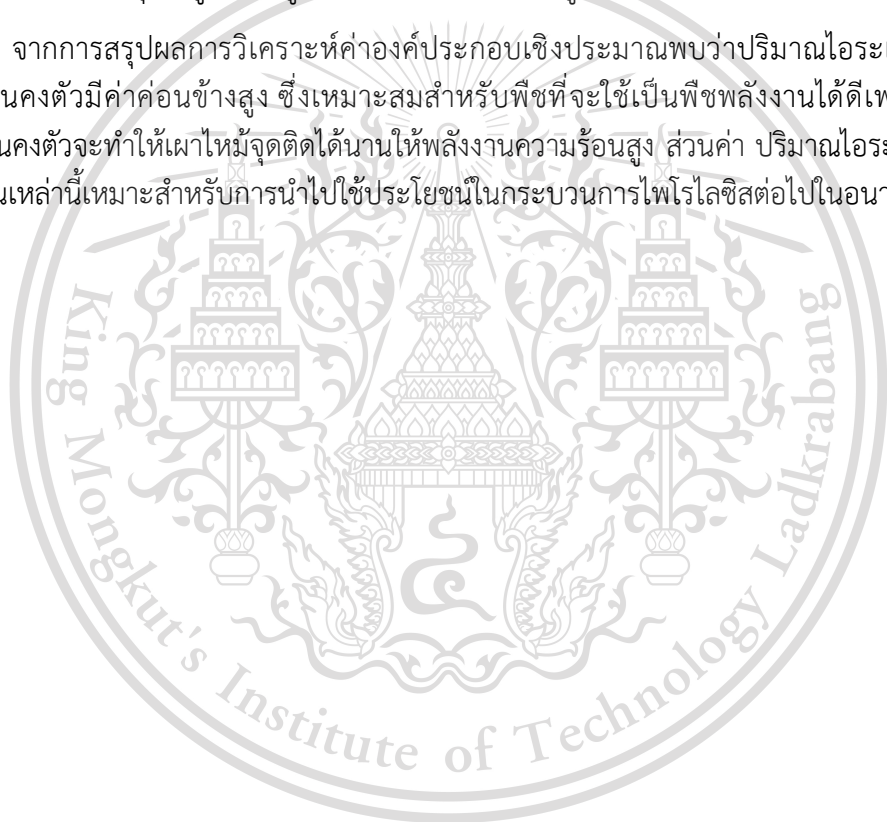 จากการสรุปผลการวิเคราะห์ค่าองค์ประกอบเชิงประมาณพบว่าปริมาณไอระเ
นคงตัวมีค่าค่อนข้างสูง ซึ่งเหมาะสมสำหรับพืชที่จะใช้เป็นพืชพลังงานได้ดีเพ
นคงตัวจะทำให้เผาไหม้จุดติดได้นานให้พลังงานความร้อนสูง ส่วนค่า ปริมาณไอระ
นเหล่านี้เหมาะสำหรับการนำไปใช้ประโยชน์ในกระบวนการไพโรไลซิสต่อไปในอนา
King Mongkut's Institute of Technology Ladkrabang